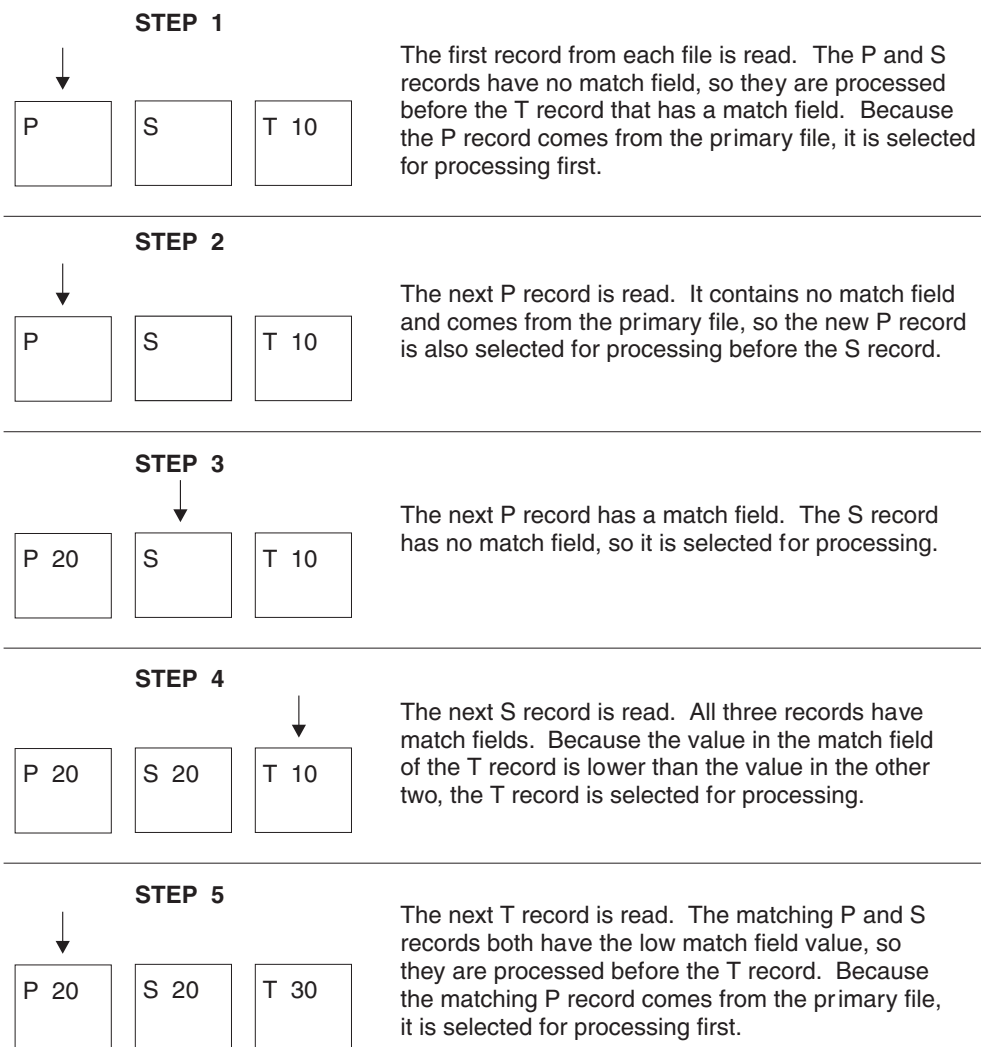 STEP 1
The first record from each file is read. The P and S
records have no match field, so they are processed
before the T record that has a match field. Because
the P record comes from the primary file, it is selected
for processing first.
P
S
T 10
STEP 2
The next P record is read. It contains no match field
and comes from the primary file, so the new P record
is also selected for processing before the S record.
P
S
T 10
STEP 3
The next P record has a match field. The S record
has no match field, so it is selected for processing.
P 20
S
T 10
STEP 4
The next S record is read. All three records have
match fields. Because the value in the match field
of the T record is lower than the value in the other
two, the T record is selected for processing.
P 20
S 20
T 10
STEP 5
The next T record is read. The matching P and S
records both have the low match field value, so
they are processed before the T record. Because
the matching P record comes from the primary file,
it is selected for processing first.
P 20
S 20
T 30